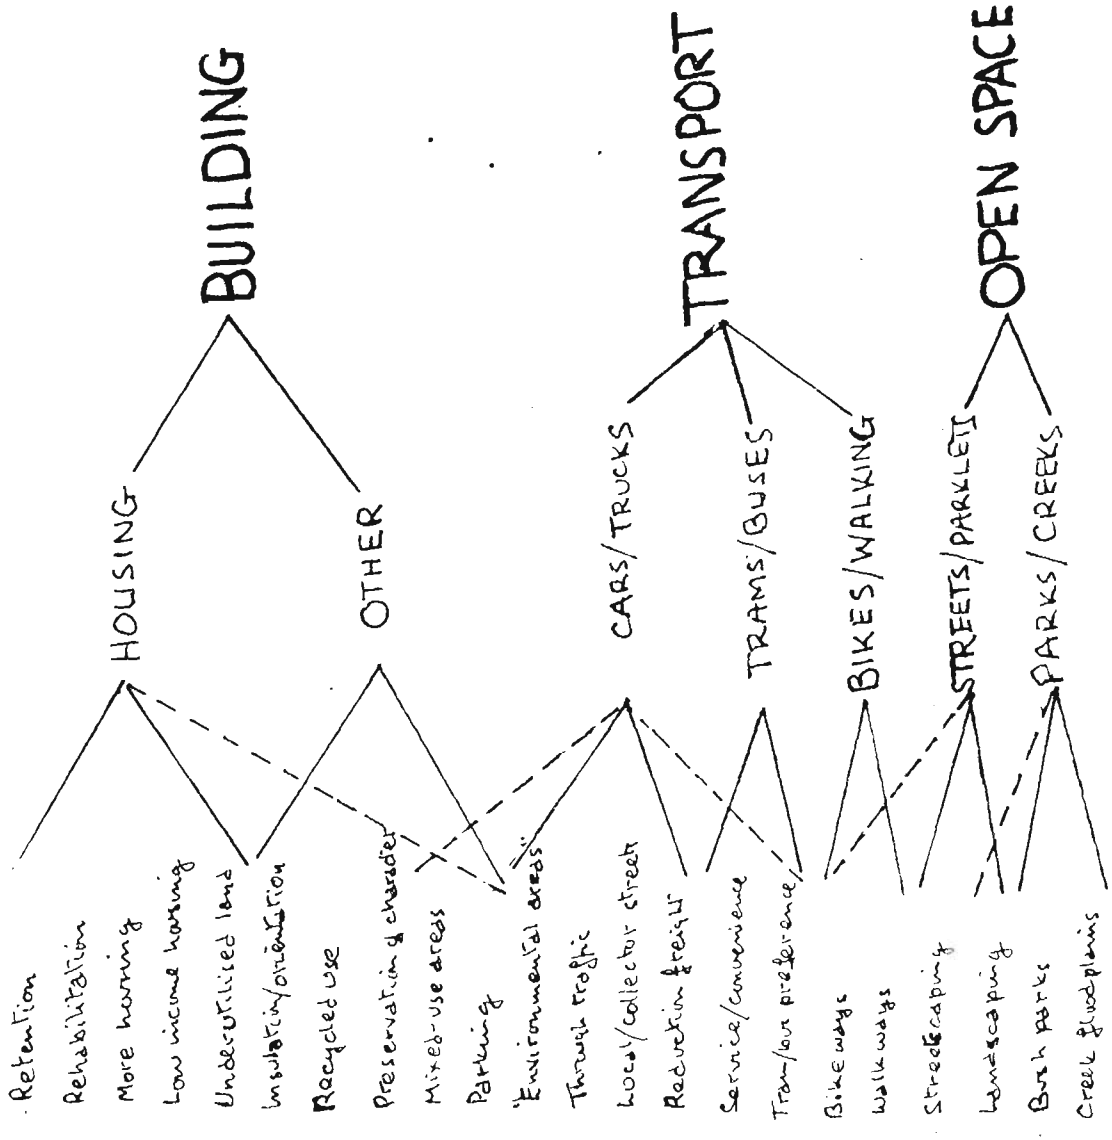 BUILDING
TRANSPORT
OPEN SPACE
HOUSING
OTHER
CARS/TRUCKS
TRAMS/BUSES
BIKES/WALKING
STREETS/PARKLETS
PARKS/CREEKS
Retention
Rehabilitation
More housing
Low income housing
Underutilised land
Insulation/orientation
Recycled use
Preservation of character
Mixed-use areas
Parking
"Environmental areas"
Through traffic
Local/collector streets
Reduction freight
Service/convenience
Tram/bus preference
Bikeways
Walkways
Streetscaping
Landscaping
Bush parks
Creek floodplains